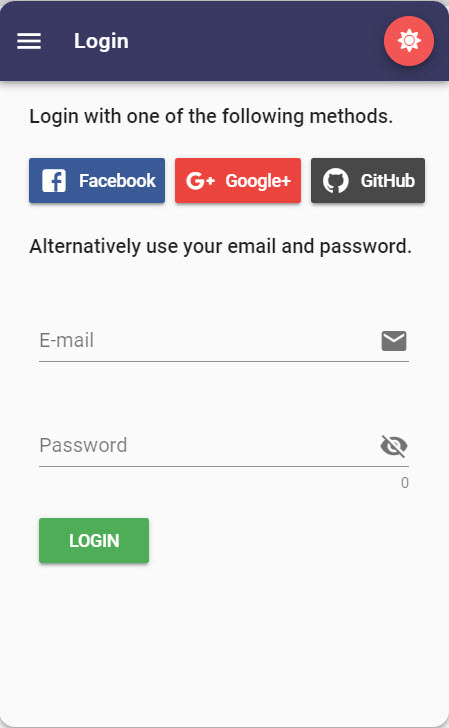 Login
Login with one of the following methods.
Facebook Google+ GitHub
Alternatively use your email and password.
E-mail
Password
0
LOGIN